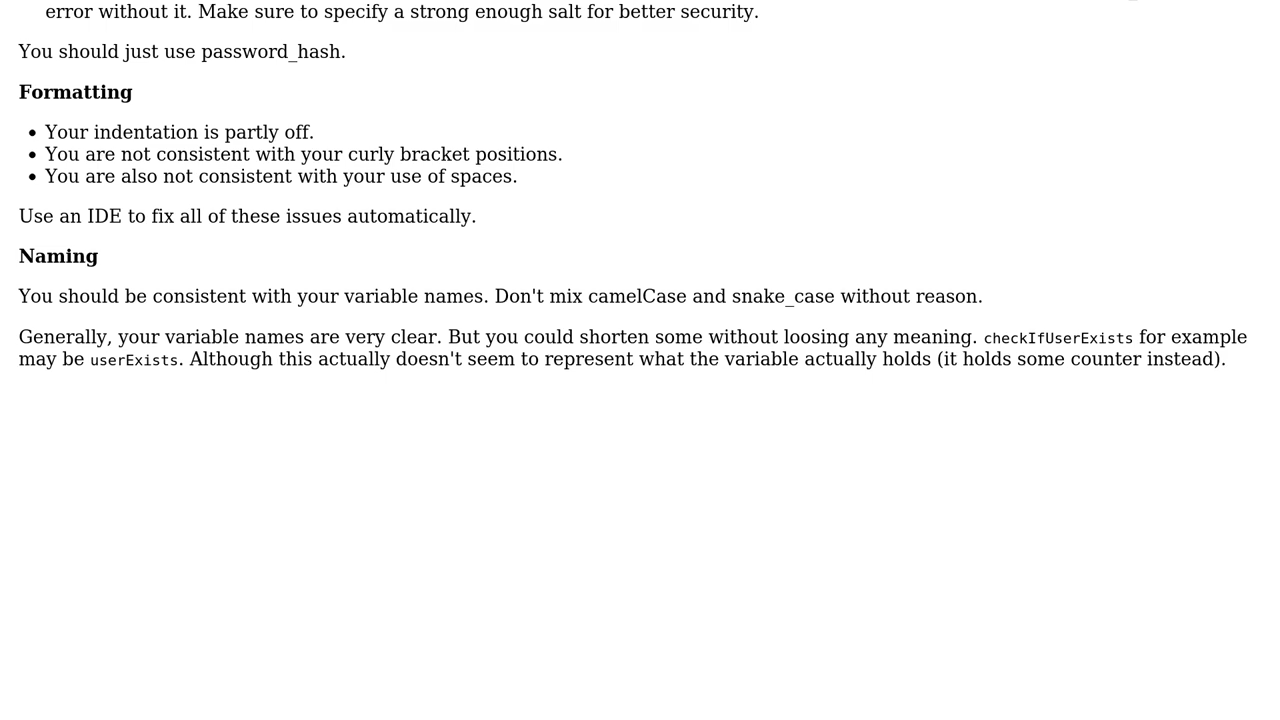 error without it. Make sure to specify a strong enough salt for better security.
You should just use password_hash.
Formatting
• Your indentation is partly off.
• You are not consistent with your curly bracket positions.
• You are also not consistent with your use of spaces.
Use an IDE to fix all of these issues automatically.
Naming
You should be consistent with your variable names. Don't mix camelCase and snake_case without reason.
Generally, your variable names are very clear. But you could shorten some without loosing any meaning. checkIfUserExists for example
may be userExists. Although this actually doesn't seem to represent what the variable actually holds (it holds some counter instead).